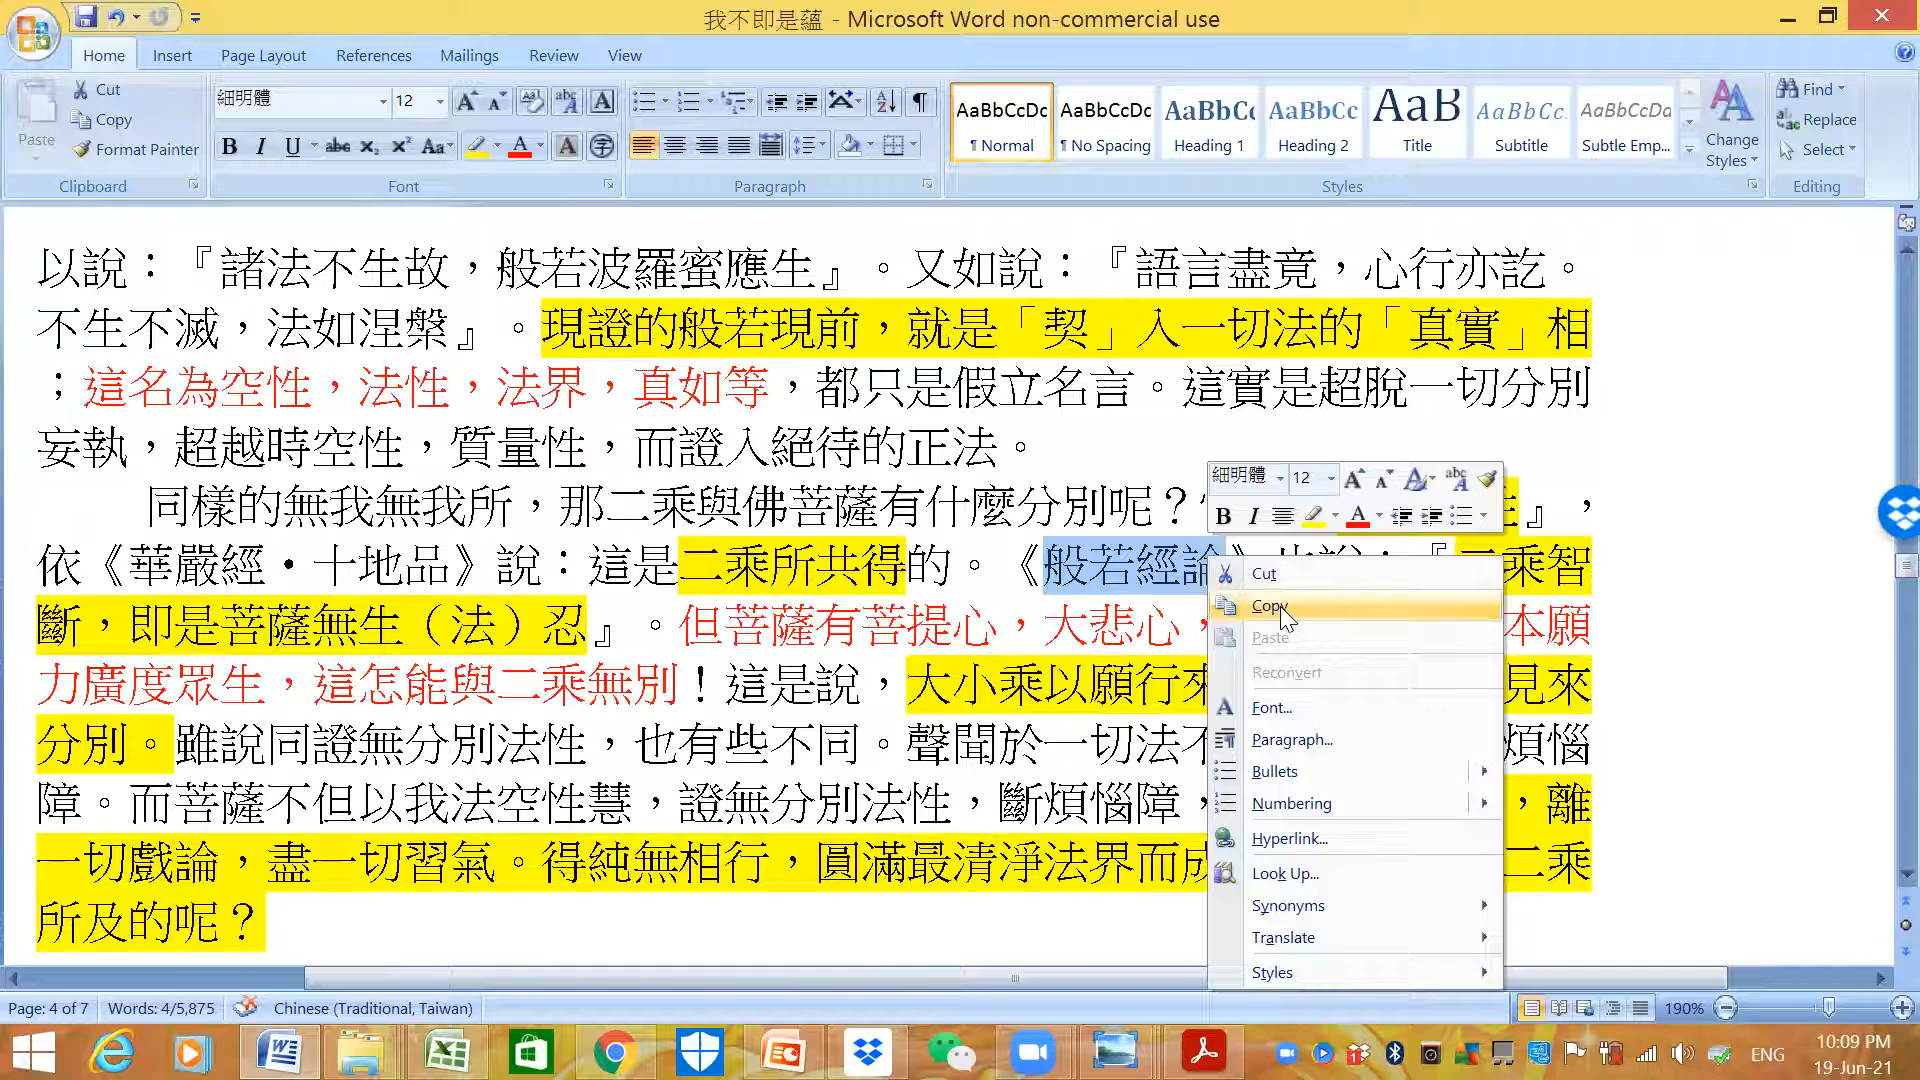 我不即是蘊 - Microsoft Word non-commercial use
Home Insert Page Layout References Mailings Review View
Paste Cut Copy Format Painter Clipboard
細明體 12 Font
Paragraph
AaBbCcDc AaBbCcDc AaBbCc AaBbCc AaB AaBbCc. AaBbCcDa
¶ Normal ¶ No Spacing Heading 1 Heading 2 Title Subtitle Subtle Emp...
Change Styles
Styles
Find Replace Select Editing
以說：『諸法不生故，般若波羅蜜應生』。又如說：『語言盡竟，心行亦訖。
不生不滅，法如涅槃』。現證的般若現前，就是「契」入一切法的「真實」相
；這名為空性，法性，法界，真如等，都只是假立名言。這實是超脫一切分別
妄執，超越時空性，質量性，而證入絕待的正法。
同樣的無我無我所，那二乘與佛菩薩有什麼分別呢？ 』，
依《華嚴經•十地品》說：這是二乘所共得的。《般若經論 乘智
斷，即是菩薩無生（法）忍』。但菩薩有菩提心，大悲心， 本願
力廣度眾生，這怎能與二乘無別！這是說，大小乘以願行來 見來
分別。雖說同證無分別法性，也有些不同。聲聞於一切法不 煩惱
障。而菩薩不但以我法空性慧，證無分別法性，斷煩惱障， ，離
一切戲論，盡一切習氣。得純無相行，圓滿最清淨法界而成 二乘
所及的呢？
細明體 12
Cut
Copy
Paste
Reconvert
Font...
Paragraph...
Bullets
Numbering
Hyperlink...
Look Up...
Synonyms
Translate
Styles
Page: 4 of 7 Words: 4/5,875 Chinese (Traditional, Taiwan) 190%
ENG 10:09 PM
19-Jun-21